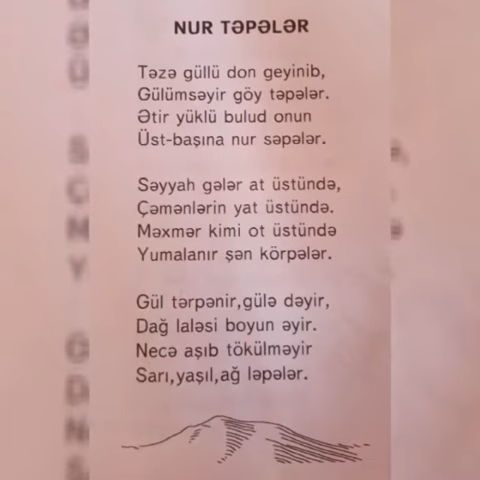 NUR TƏPƏLƏR
Təzə güllü don geyinib,
Gülümsəyir göy təpələr.
Ətir yüklü bulud onun
Üst-başına nur səpələr.
Səyyah gələr at üstündə,
Çəmənlərin yat üstündə.
Məxmər kimi ot üstündə
Yumalanır şən körpələr.
Gül tərpənir,gülə dəyir,
Dağ laləsi boyun əyir.
Necə aşıb tökülməyir
Sarı,yaşıl,ağ ləpələr.